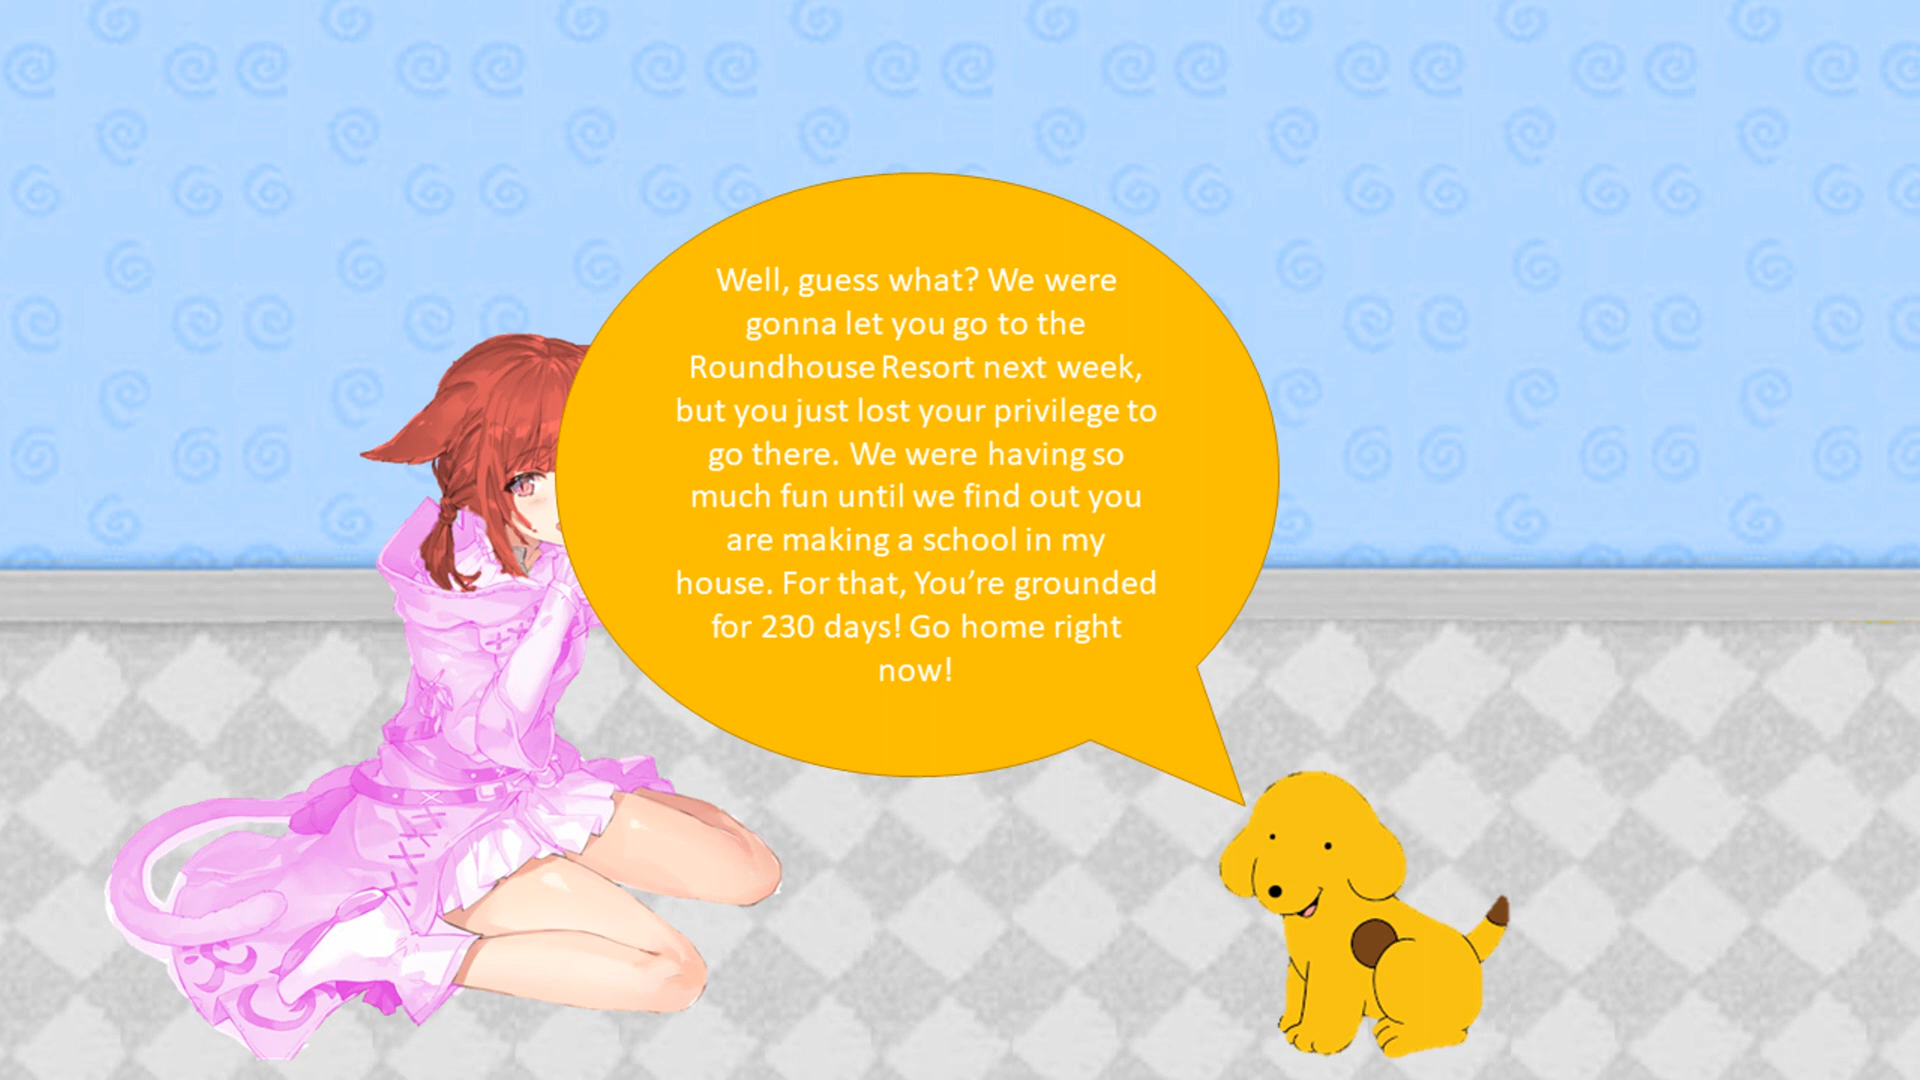 Well, guess what? We were
gonna let you go to the
Roundhouse Resort next week,
but you just lost your privilege to
go there. We were having so
much fun until we find out you
are making a school in my
house. For that, You’re grounded
for 230 days! Go home right
now!